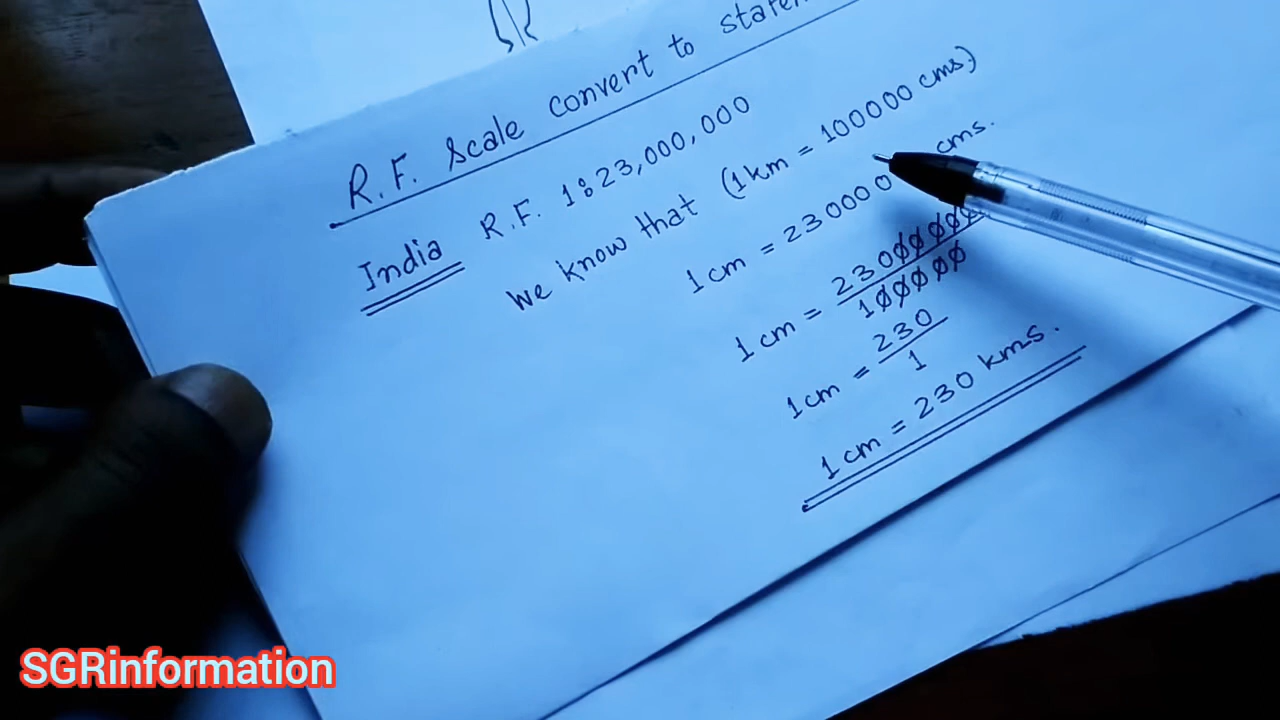 R.F. Scale convert to
India R.F. 1:23,000,000
We know that (1km = 100000 cms)
1 cm = 230000 cms.
1 cm = 23000000 / 100000
1 cm = 230 / 1
1 cm = 230 kms.
SGRinformation